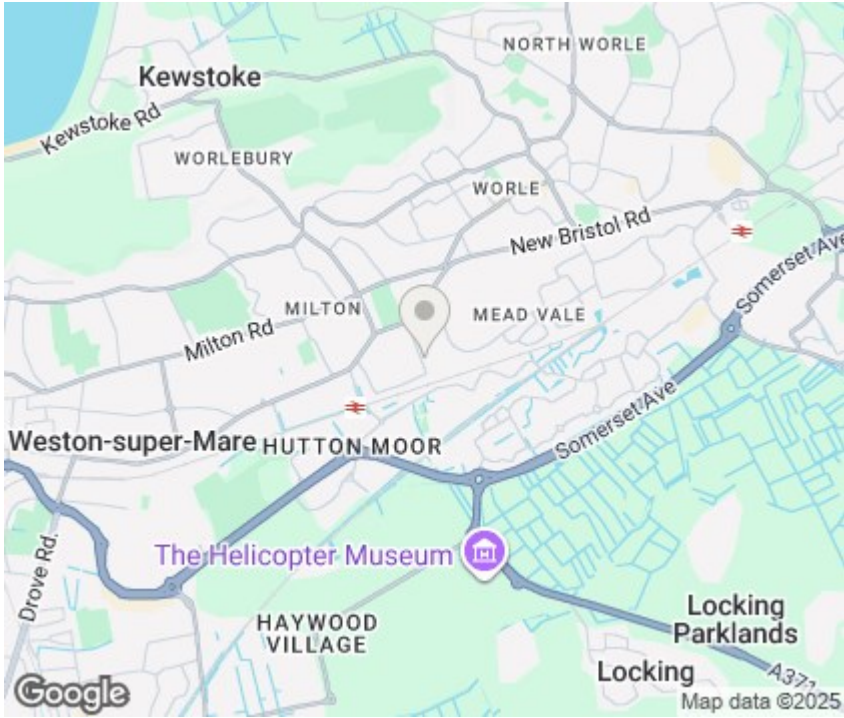 NORTH WORLE
Kewstoke
Kewstoke Rd
WORLEBURY
WORLE
New Bristol Rd
Somerset Ave
MILTON
MEAD VALE
Milton Rd
Weston-super-Mare
HUTTON MOOR
Somerset Ave
The Helicopter Museum
Drove Rd.
HAYWOOD
VILLAGE
Locking
Parklands
Locking
A371
Google
Map data ©2025